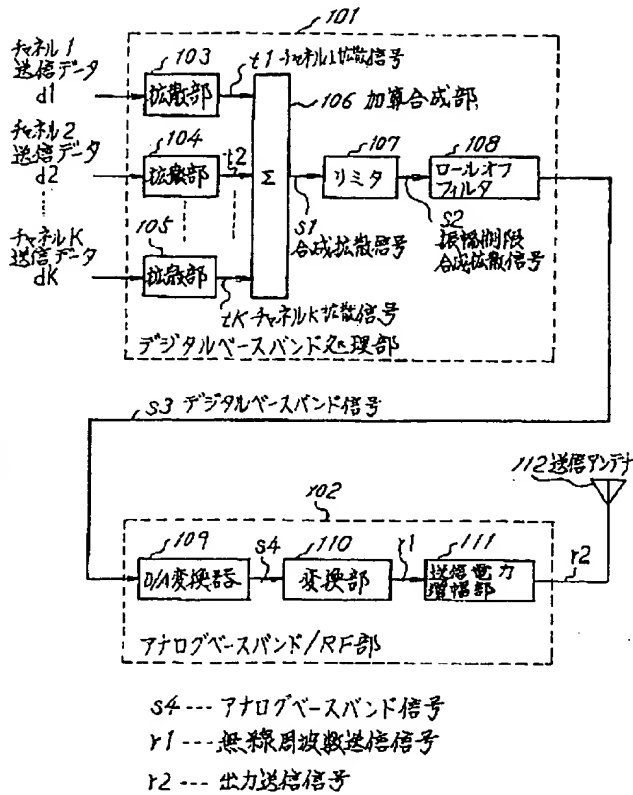 101
チャネル1
送信データ
d1
103
拡散部
t1 チャネル1拡散信号
106 加算合成部
チャネル2
送信データ
d2
104
拡散部
t2
Σ
107
リミタ
108
ロールオフ
フィルタ
s1
合成拡散信号
s2
振幅制限
合成拡散信号
チャネルK
送信データ
dK
105
拡散部
tK チャネルK拡散信号
デジタルベースバンド処理部
s3 デジタルベースバンド信号
112 送信アンテナ
102
109
D/A変換器
s4
110
変換部
r1
111
送信電力
増幅部
r2
アナログベースバンド/RF部
s4 --- アナログベースバンド信号
r1 --- 無線周波数送信信号
r2 --- 出力送信信号